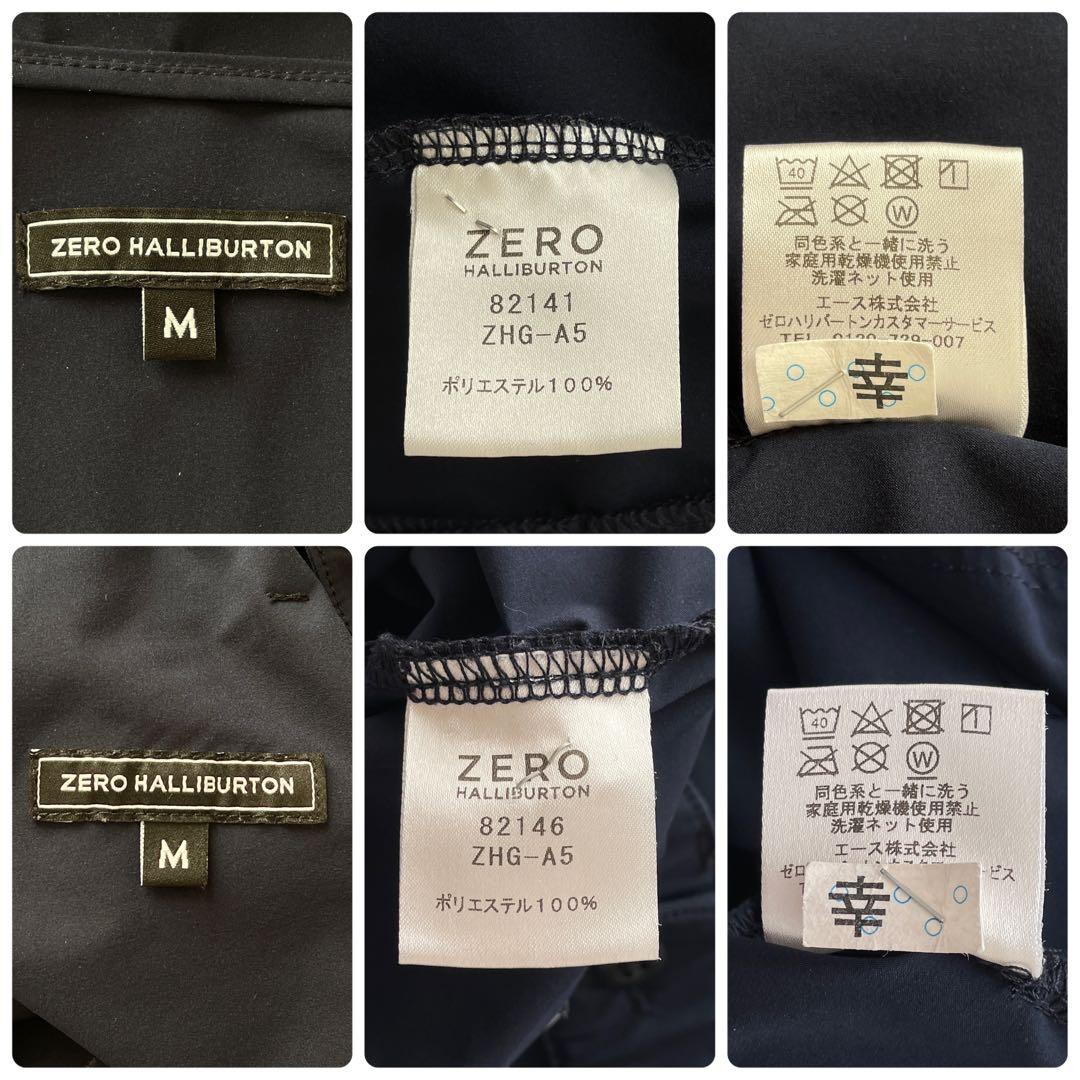 ZERO HALLIBURTON
M
ZERO
HALLIBURTON
82141
ZHG-A5
ポリエステル100%
40
W
同色系と一緒に洗う
家庭用乾燥機使用禁止
洗濯ネット使用
エース株式会社
ゼロハリバートンカスタマーサービス
TEL 0120-729-007
幸
ZERO HALLIBURTON
M
ZERO
HALLIBURTON
82146
ZHG-A5
ポリエステル100%
40
W
同色系と一緒に洗う
家庭用乾燥機使用禁止
洗濯ネット使用
エース株式会社
幸